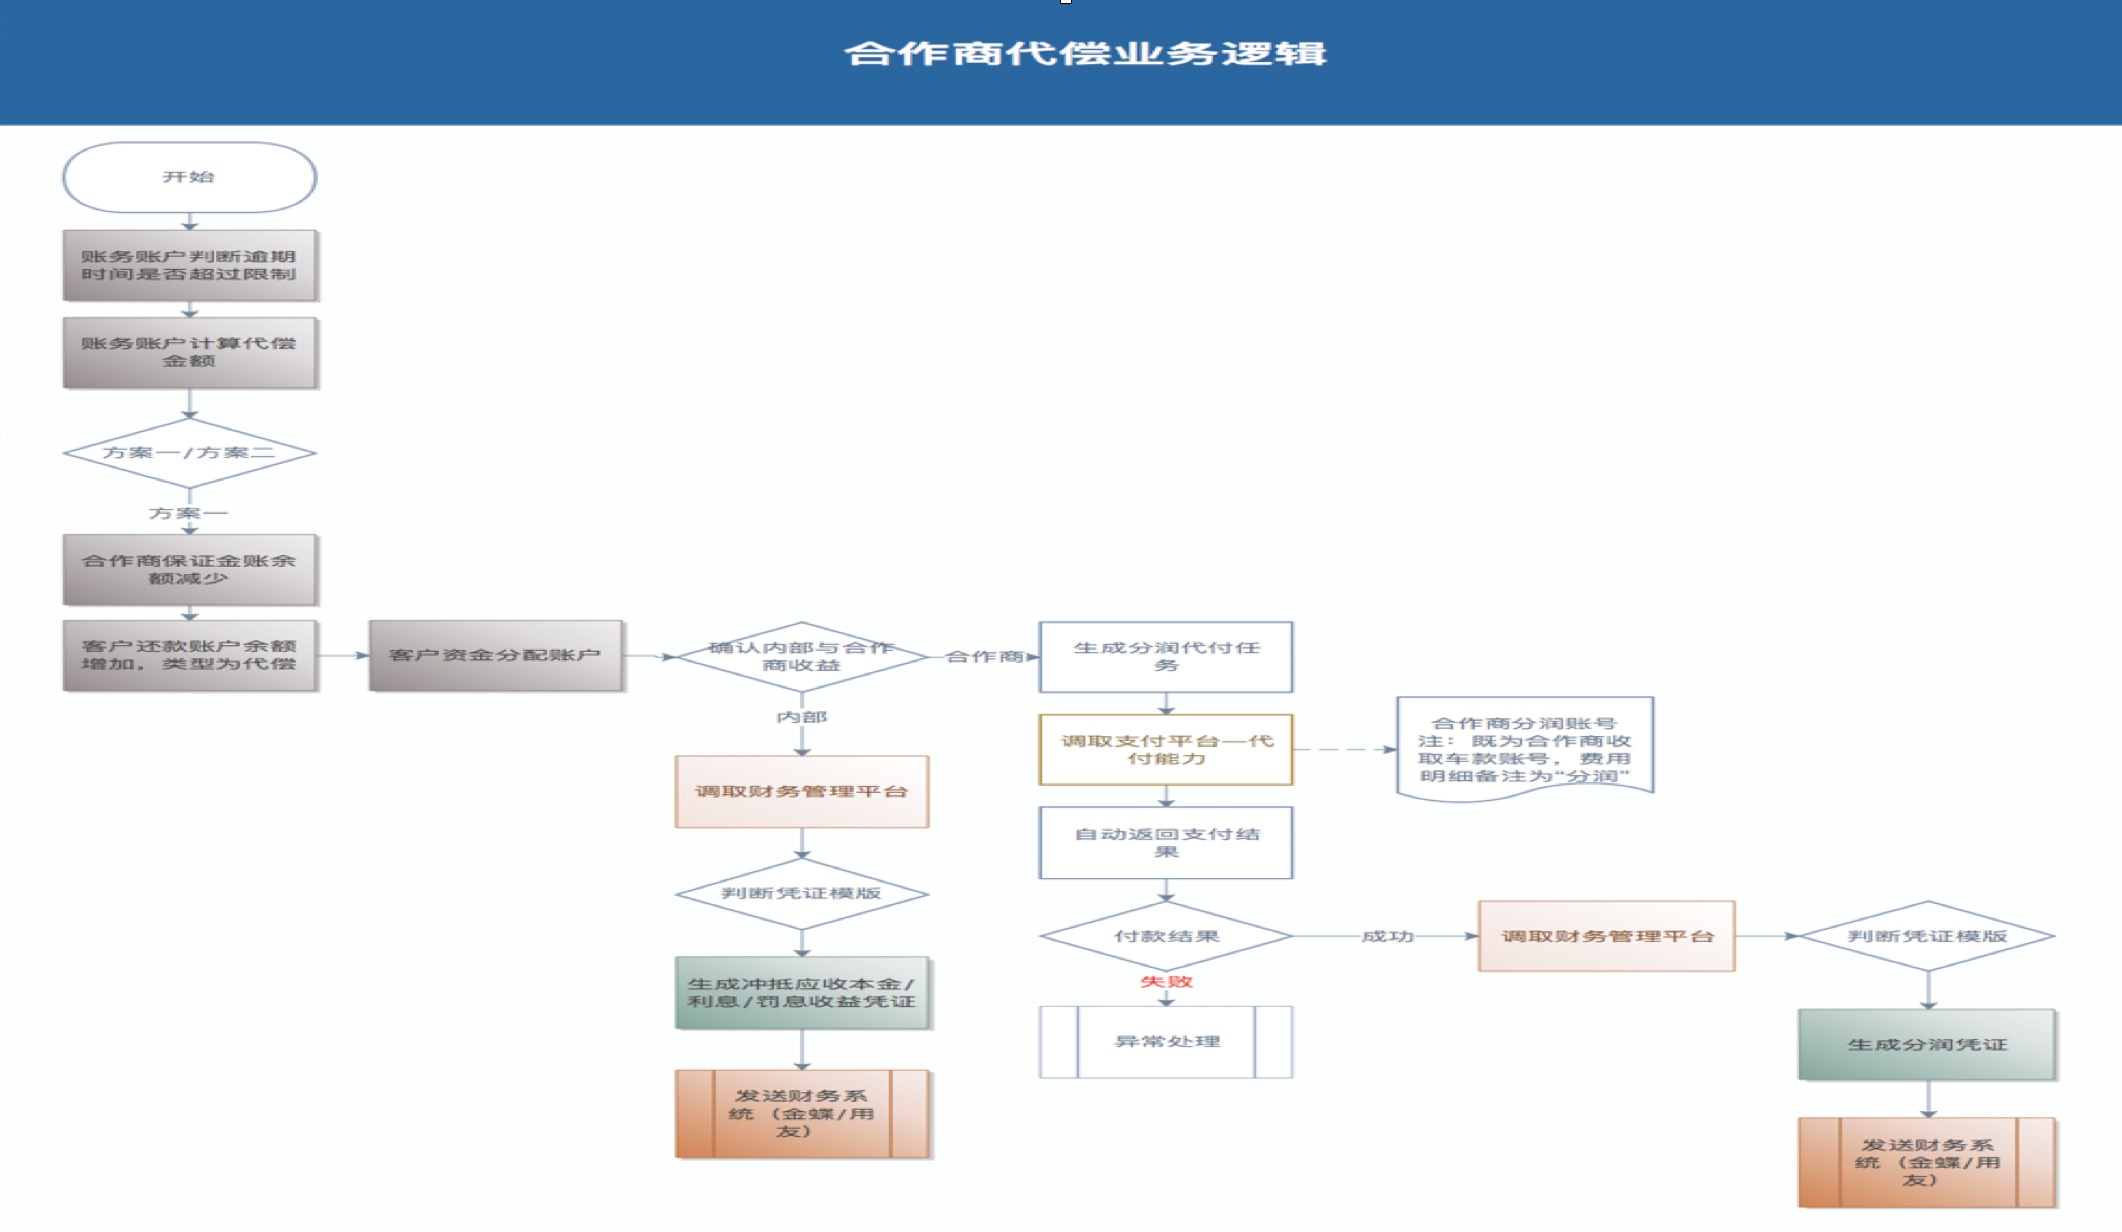 合作商代偿业务逻辑
开始
账务账户判断逾期
时间是否超过限制
账务账户计算代偿
金额
方案一/方案二
方案一
合作商保证金账余
额减少
客户还款账户余额
增加，类型为代偿
客户资金分配账户
确认内部与合作
商收益
合作商
内部
调取财务管理平台
判断凭证模版
生成冲抵应收本金/
利息/罚息收益凭证
发送财务系
统（金蝶/用
友）
生成分润代付任
务
调取支付平台—代
付能力
合作商分润账号
注：既为合作商收
取车款账号，费用
明细备注为“分润”
自动返回支付结
果
付款结果
成功
失败
异常处理
调取财务管理平台
判断凭证模版
生成分润凭证
发送财务系
统（金蝶/用
友）